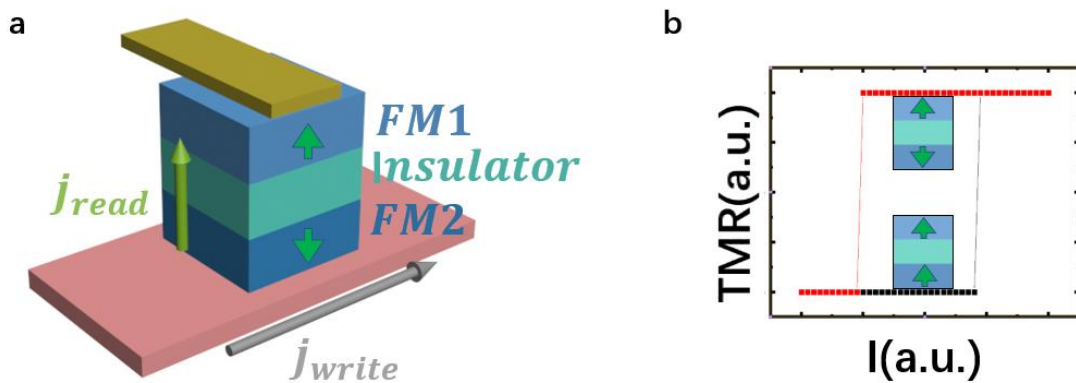 a
FM1
Insulator
FM2
j_read
j_write
b
TMR(a.u.)
I(a.u.)